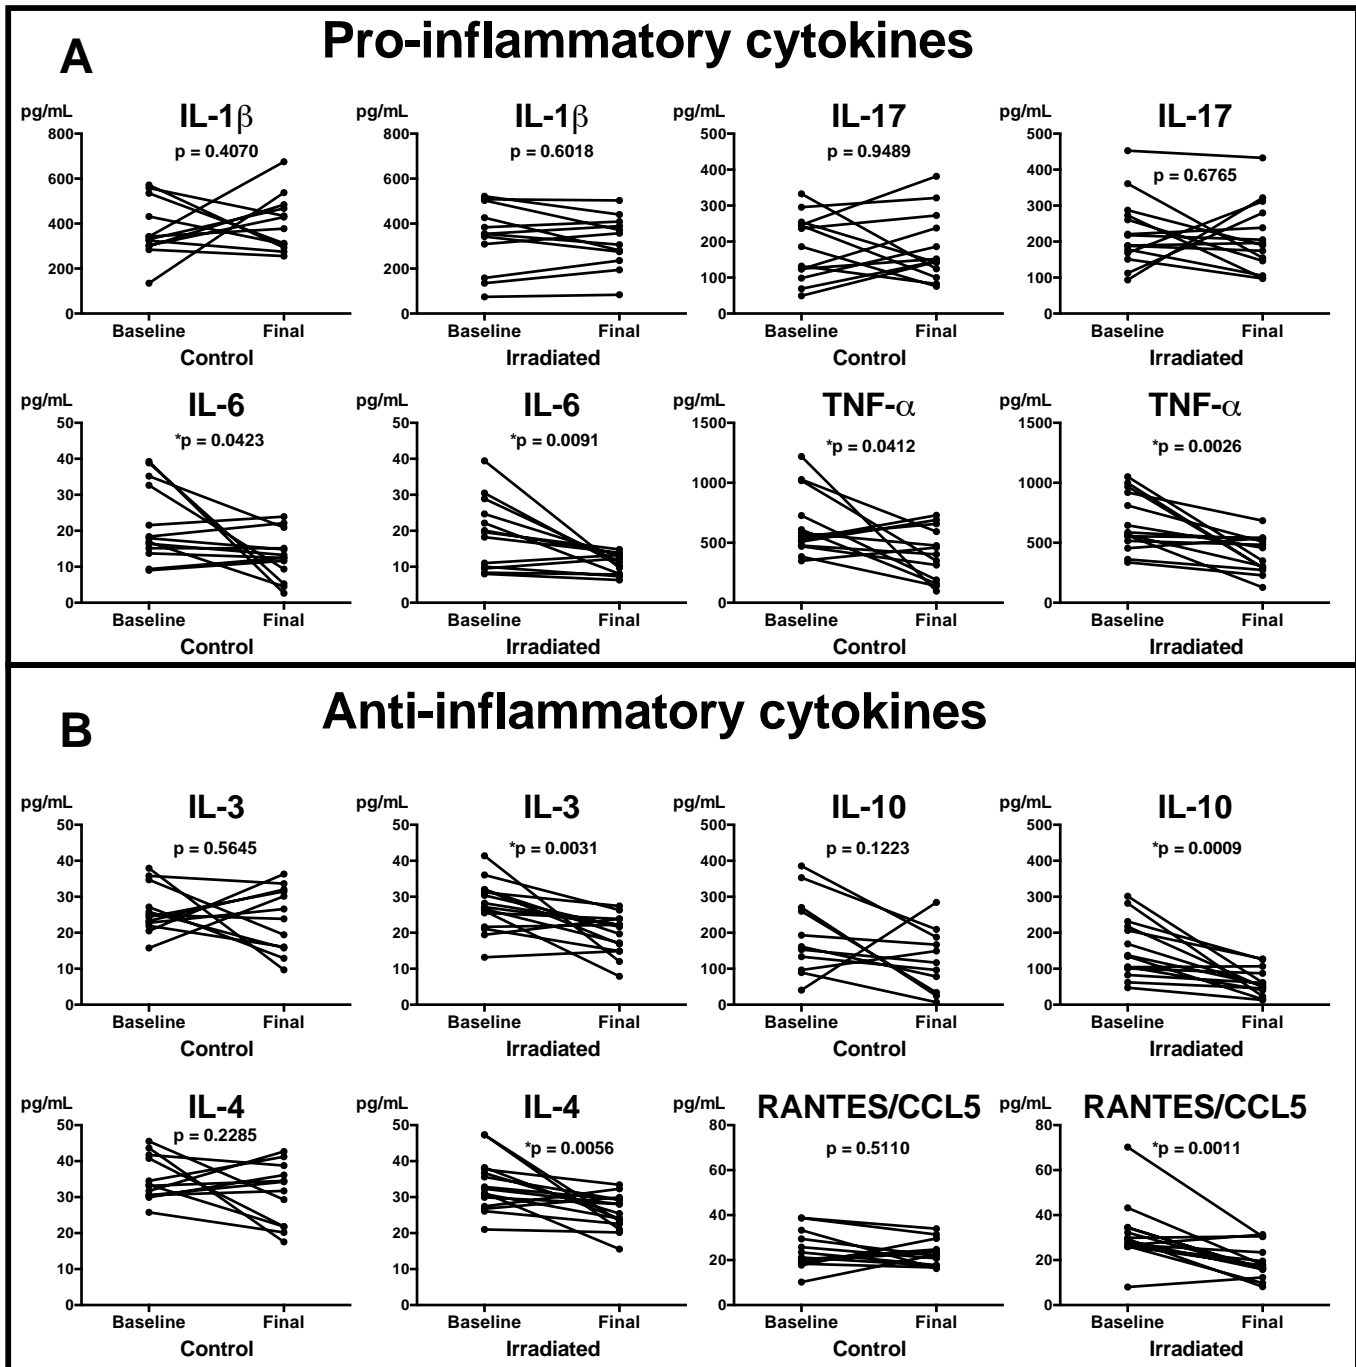 A
Pro-inflammatory cytokines
pg/mL
IL-1β
p = 0.4070
800
600
400
200
0
Baseline Final
Control
pg/mL
IL-1β
p = 0.6018
800
600
400
200
0
Baseline Final
Irradiated
pg/mL
IL-17
p = 0.9489
500
400
300
200
100
0
Baseline Final
Control
pg/mL
IL-17
p = 0.6765
500
400
300
200
100
0
Baseline Final
Irradiated
pg/mL
IL-6
*p = 0.0423
50
40
30
20
10
0
Baseline Final
Control
pg/mL
IL-6
*p = 0.0091
50
40
30
20
10
0
Baseline Final
Irradiated
pg/mL
TNF-α
*p = 0.0412
1500
1000
500
0
Baseline Final
Control
pg/mL
TNF-α
*p = 0.0026
1500
1000
500
0
Baseline Final
Irradiated
B
Anti-inflammatory cytokines
pg/mL
IL-3
p = 0.5645
50
40
30
20
10
0
Baseline Final
Control
pg/mL
IL-3
*p = 0.0031
50
40
30
20
10
0
Baseline Final
Irradiated
pg/mL
IL-10
p = 0.1223
500
400
300
200
100
0
Baseline Final
Control
pg/mL
IL-10
*p = 0.0009
500
400
300
200
100
0
Baseline Final
Irradiated
pg/mL
IL-4
p = 0.2285
50
40
30
20
10
0
Baseline Final
Control
pg/mL
IL-4
*p = 0.0056
50
40
30
20
10
0
Baseline Final
Irradiated
pg/mL
RANTES/CCL5
p = 0.5110
80
60
40
20
0
Baseline Final
Control
pg/mL
RANTES/CCL5
*p = 0.0011
80
60
40
20
0
Baseline Final
Irradiated